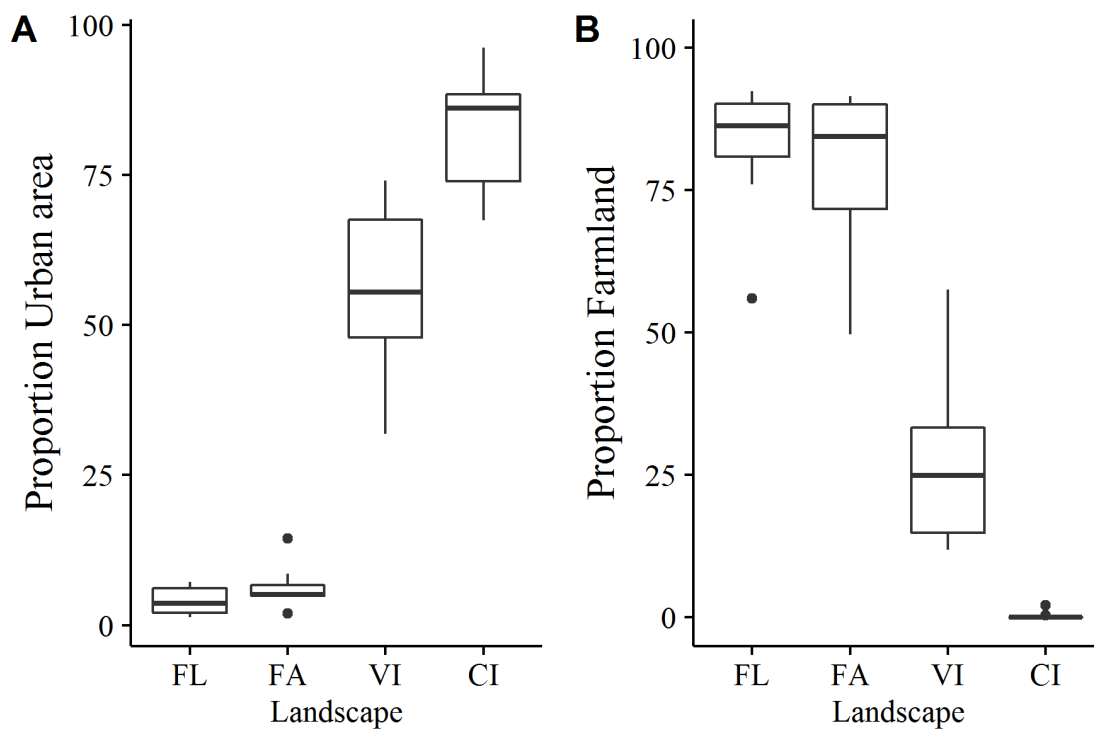 A
Proportion Urban area
100
75
50
25
0
FL FA VI CI
Landscape
B
Proportion Farmland
100
75
50
25
0
FL FA VI CI
Landscape